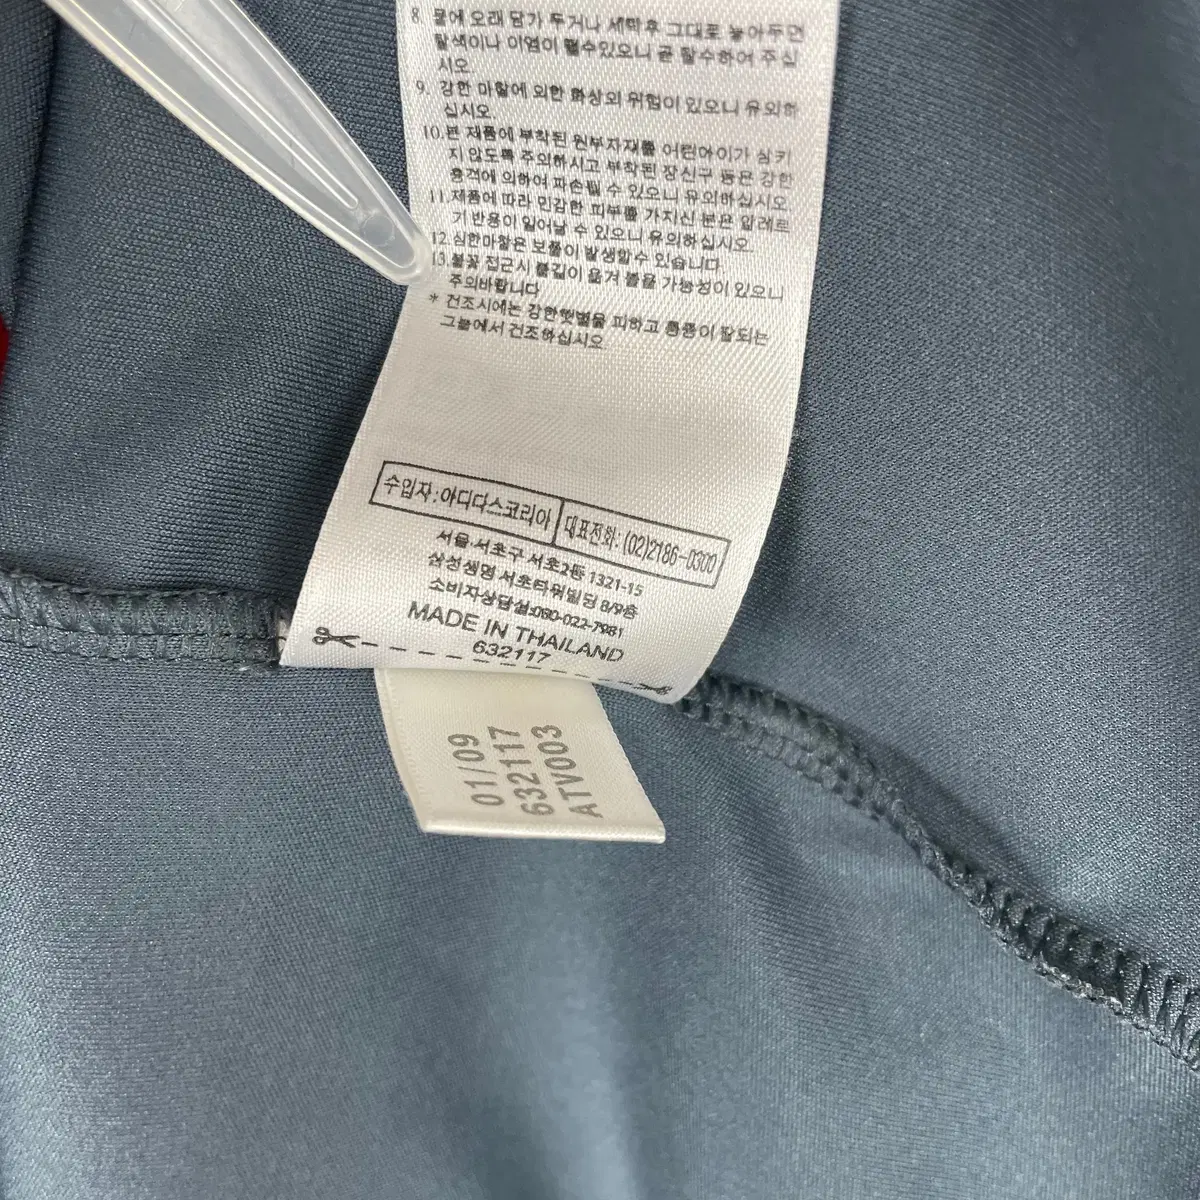 8. 물에 오래 담가 두거나 세탁후 그대로 놓아두면
탈색이나 이염이 될수있으니 곧 탈수하여 주십
시오
9. 강한 마찰에 의한 화상의 위험이 있으니 유의하
십시오.
10.본 제품에 부착된 원부자재를 어린아이가 삼키
지 않도록 주의하시고 부착된 장신구 등은 강한
충격에 의하여 파손될 수 있으니 유의하십시오
11.제품에 따라 민감한 피부를 가지신 분은 알레르
기 반응이 일어날 수 있으니 유의하십시오
12.심한마찰은 보풀이 발생할수 있습니다
13.불꽃 접근시 불길이 옮겨 붙을 가능성이 있으니
주의바랍니다
* 건조시에는 강한햇볕을 피하고 통풍이 잘되는
그늘에서 건조하십시오
수입자:아디다스코리아 대표전화: (02)2186-0300
서울 서초구 서초2동 1321-15
삼성생명 서초타워빌딩 8/9층
소비자상담실:080-022-7981
MADE IN THAILAND
632117
01/09
632117
ATV003